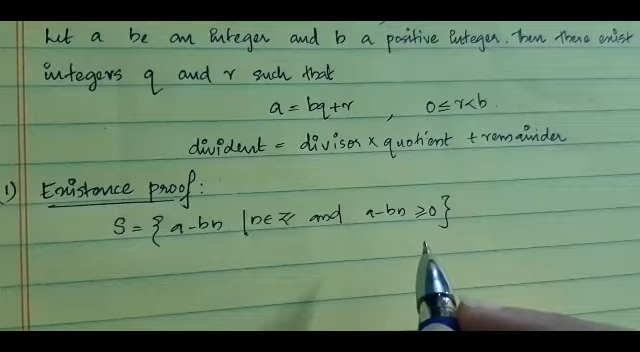 Let a be an integer and b a positive integer. Then there exist
integers q and r such that
a = bq+r , 0≤r<b.
divident = divisor × quotient + remainder
1) Existance proof:
S = { a-bn | n∈ℤ and a-bn ≥0}